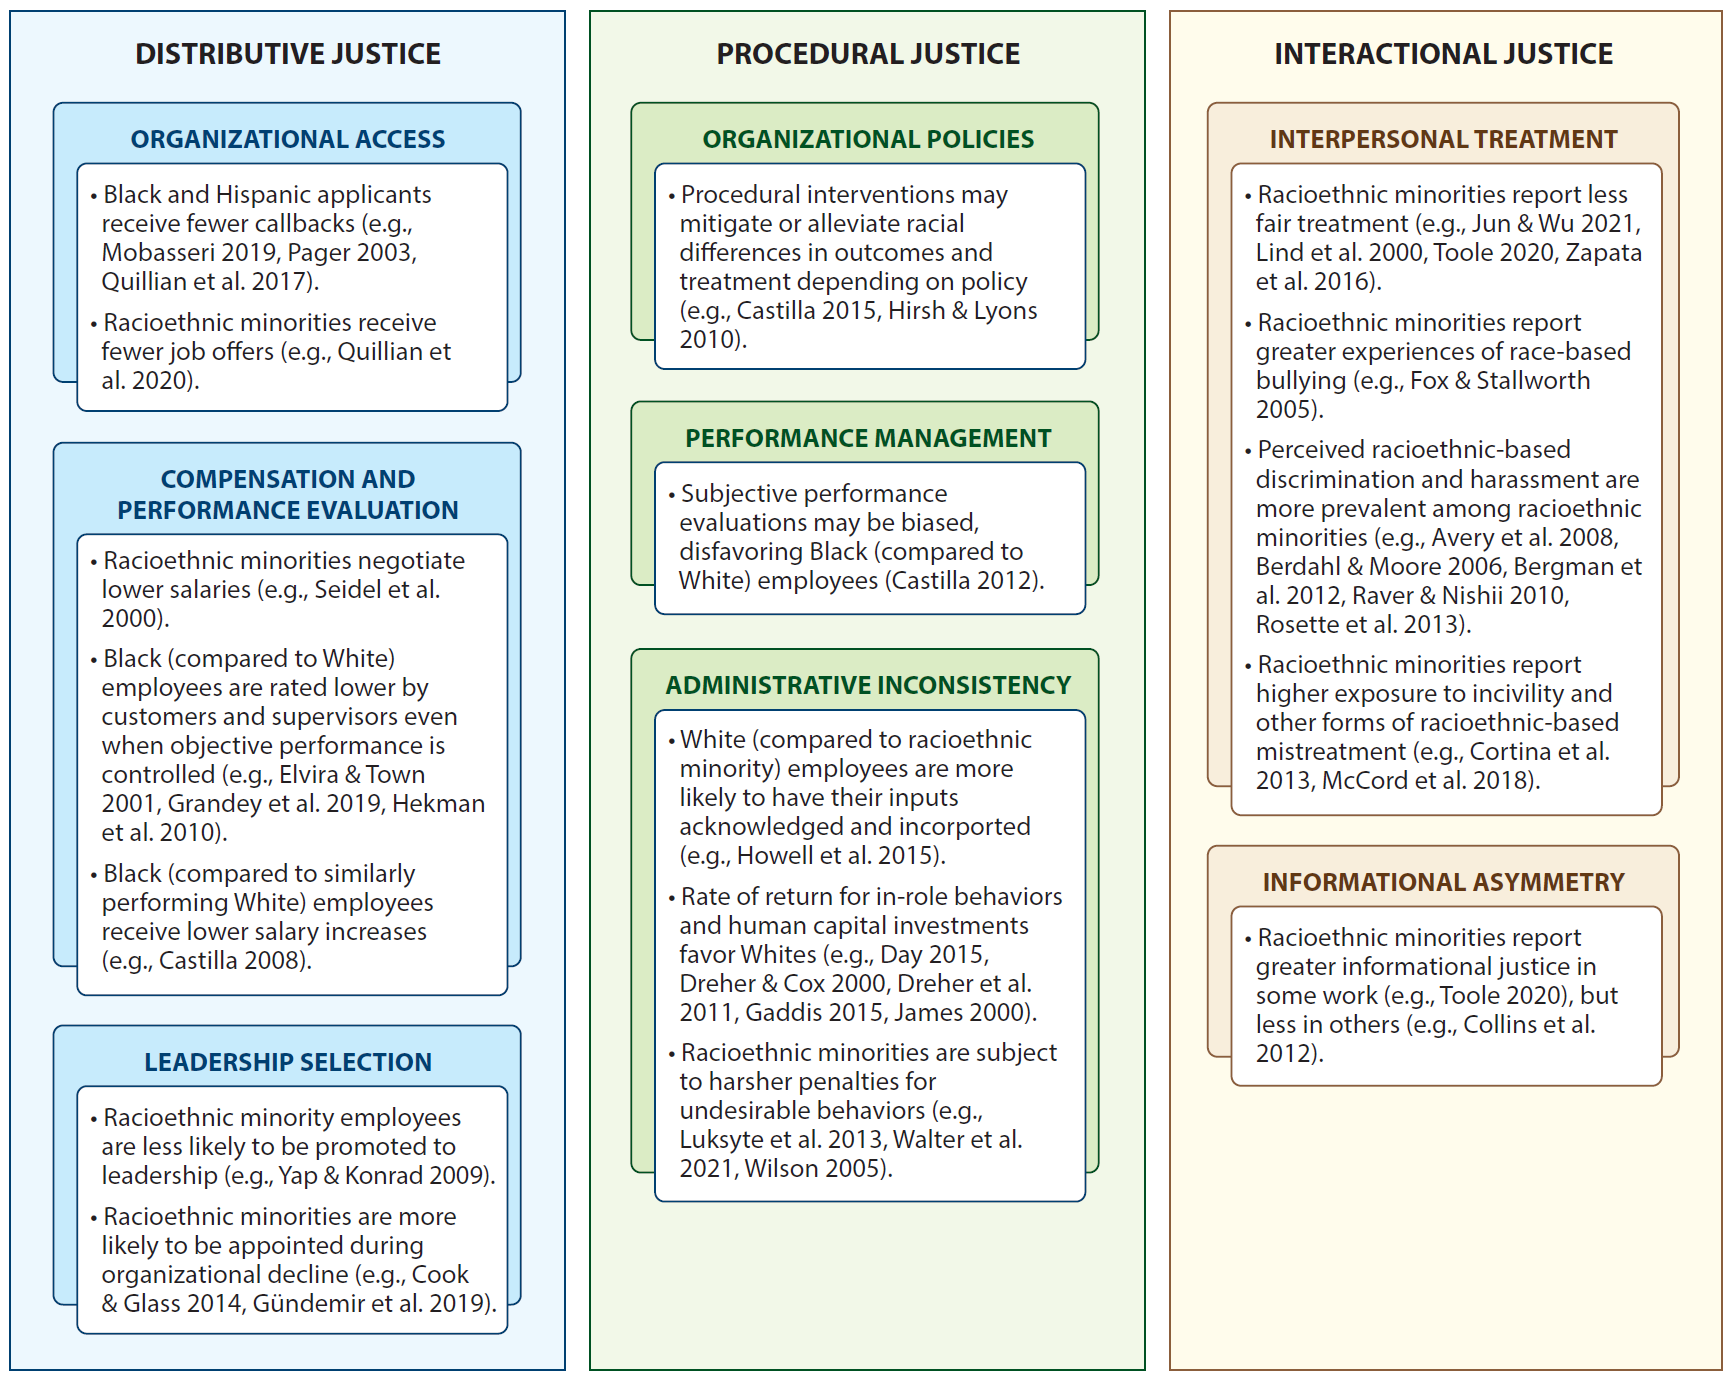 DISTRIBUTIVE JUSTICE
ORGANIZATIONAL ACCESS
• Black and Hispanic applicants
receive fewer callbacks (e.g.,
Mobasseri 2019, Pager 2003,
Quillian et al. 2017).
• Racioethnic minorities receive
fewer job offers (e.g., Quillian et
al. 2020).
COMPENSATION AND
PERFORMANCE EVALUATION
• Racioethnic minorities negotiate
lower salaries (e.g., Seidel et al.
2000).
• Black (compared to White)
employees are rated lower by
customers and supervisors even
when objective performance is
controlled (e.g., Elvira & Town
2001, Grandey et al. 2019, Hekman
et al. 2010).
• Black (compared to similarly
performing White) employees
receive lower salary increases
(e.g., Castilla 2008).
LEADERSHIP SELECTION
• Racioethnic minority employees
are less likely to be promoted to
leadership (e.g., Yap & Konrad 2009).
• Racioethnic minorities are more
likely to be appointed during
organizational decline (e.g., Cook
& Glass 2014, Gündemir et al. 2019).
PROCEDURAL JUSTICE
ORGANIZATIONAL POLICIES
• Procedural interventions may
mitigate or alleviate racial
differences in outcomes and
treatment depending on policy
(e.g., Castilla 2015, Hirsh & Lyons
2010).
PERFORMANCE MANAGEMENT
• Subjective performance
evaluations may be biased,
disfavoring Black (compared to
White) employees (Castilla 2012).
ADMINISTRATIVE INCONSISTENCY
• White (compared to racioethnic
minority) employees are more
likely to have their inputs
acknowledged and incorported
(e.g., Howell et al. 2015).
• Rate of return for in-role behaviors
and human capital investments
favor Whites (e.g., Day 2015,
Dreher & Cox 2000, Dreher et al.
2011, Gaddis 2015, James 2000).
• Racioethnic minorities are subject
to harsher penalties for
undesirable behaviors (e.g.,
Luksyte et al. 2013, Walter et al.
2021, Wilson 2005).
INTERACTIONAL JUSTICE
INTERPERSONAL TREATMENT
• Racioethnic minorities report less
fair treatment (e.g., Jun & Wu 2021,
Lind et al. 2000, Toole 2020, Zapata
et al. 2016).
• Racioethnic minorities report
greater experiences of race-based
bullying (e.g., Fox & Stallworth
2005).
• Perceived racioethnic-based
discrimination and harassment are
more prevalent among racioethnic
minorities (e.g., Avery et al. 2008,
Berdahl & Moore 2006, Bergman et
al. 2012, Raver & Nishii 2010,
Rosette et al. 2013).
• Racioethnic minorities report
higher exposure to incivility and
other forms of racioethnic-based
mistreatment (e.g., Cortina et al.
2013, McCord et al. 2018).
INFORMATIONAL ASYMMETRY
• Racioethnic minorities report
greater informational justice in
some work (e.g., Toole 2020), but
less in others (e.g., Collins et al.
2012).